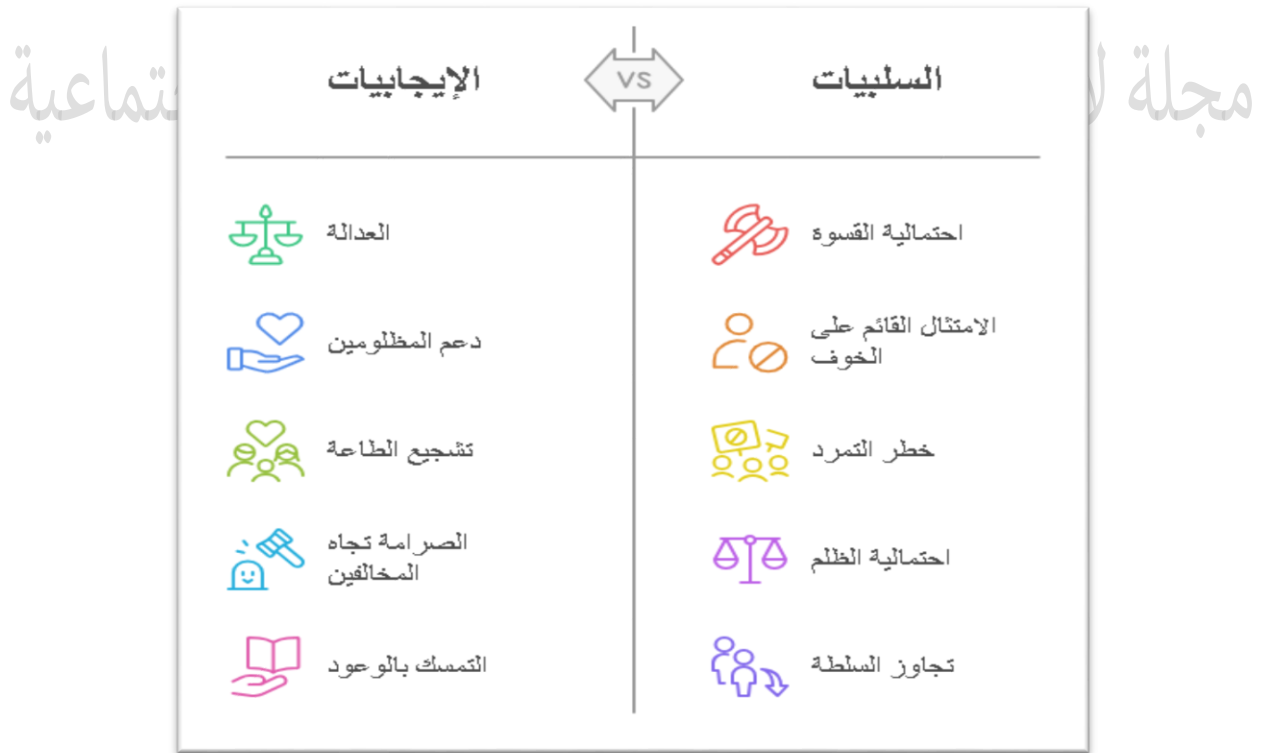 مجلة
تماعية
السلبيات
VS
الإيجابيات
احتمالية القسوة
العدالة
الامتثال القائم على
الخوف
دعم المظلومين
خطر التمرد
تشجيع الطاعة
احتمالية الظلم
الصرامة تجاه
المخالفين
تجاوز السلطة
التمسك بالوعود